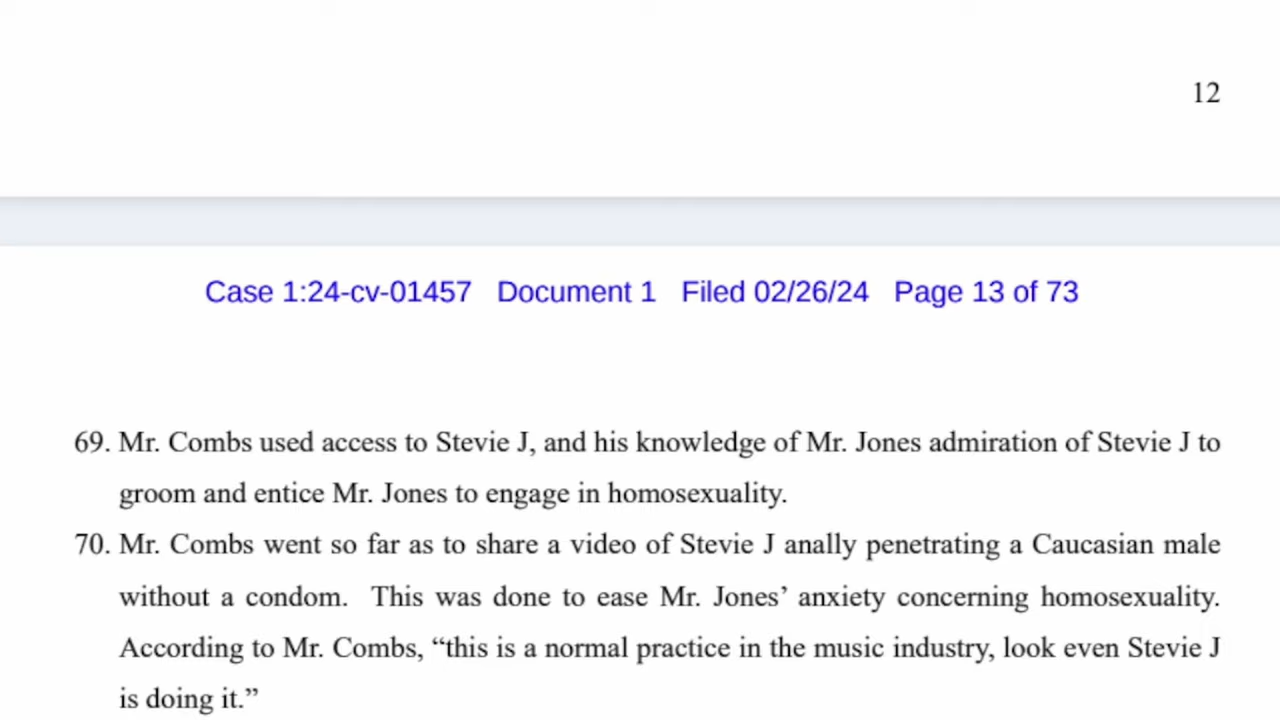 12
Case 1:24-cv-01457 Document 1 Filed 02/26/24 Page 13 of 73
69. Mr. Combs used access to Stevie J, and his knowledge of Mr. Jones admiration of Stevie J to
groom and entice Mr. Jones to engage in homosexuality.
70. Mr. Combs went so far as to share a video of Stevie J anally penetrating a Caucasian male
without a condom. This was done to ease Mr. Jones’ anxiety concerning homosexuality.
According to Mr. Combs, “this is a normal practice in the music industry, look even Stevie J
is doing it.”